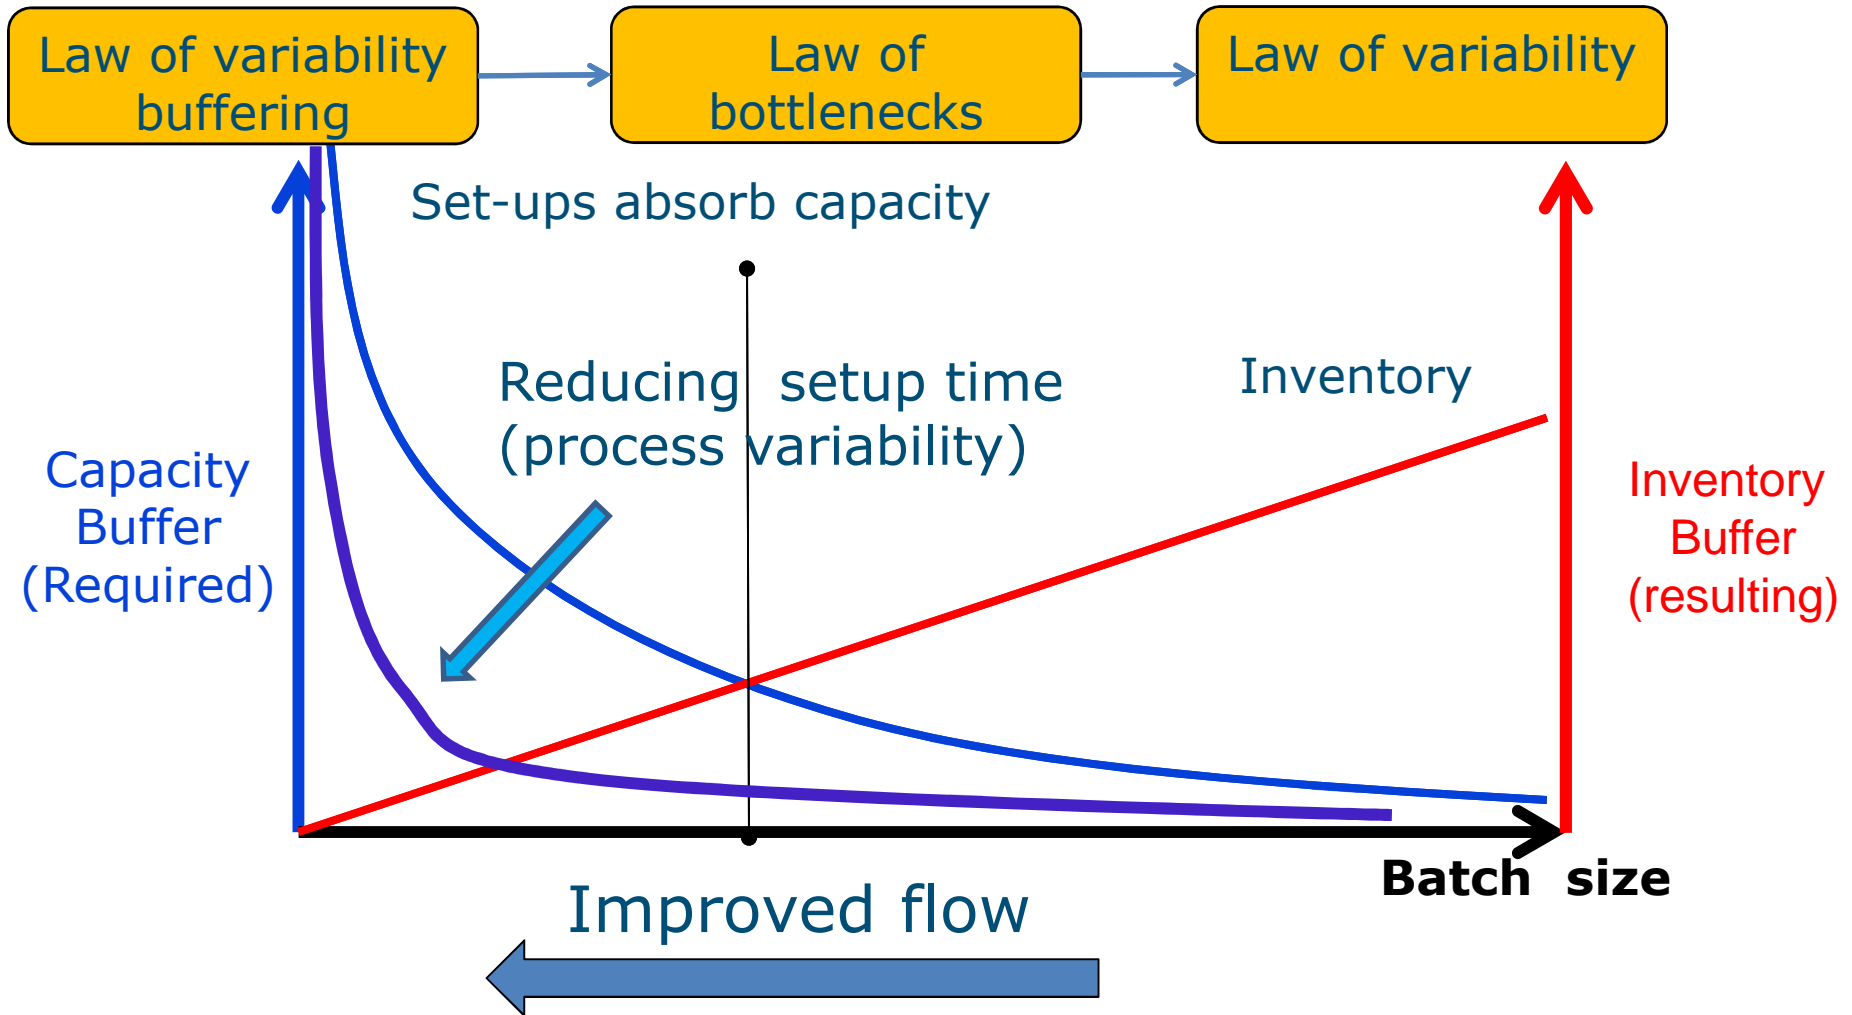 Law of variability
buffering
Law of
bottlenecks
Law of variability
Set-ups absorb capacity
Reducing setup time
(process variability)
Inventory
Capacity
Buffer
(Required)
Inventory
Buffer
(resulting)
Batch size
Improved flow